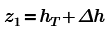 z₁ = h_T + Δh